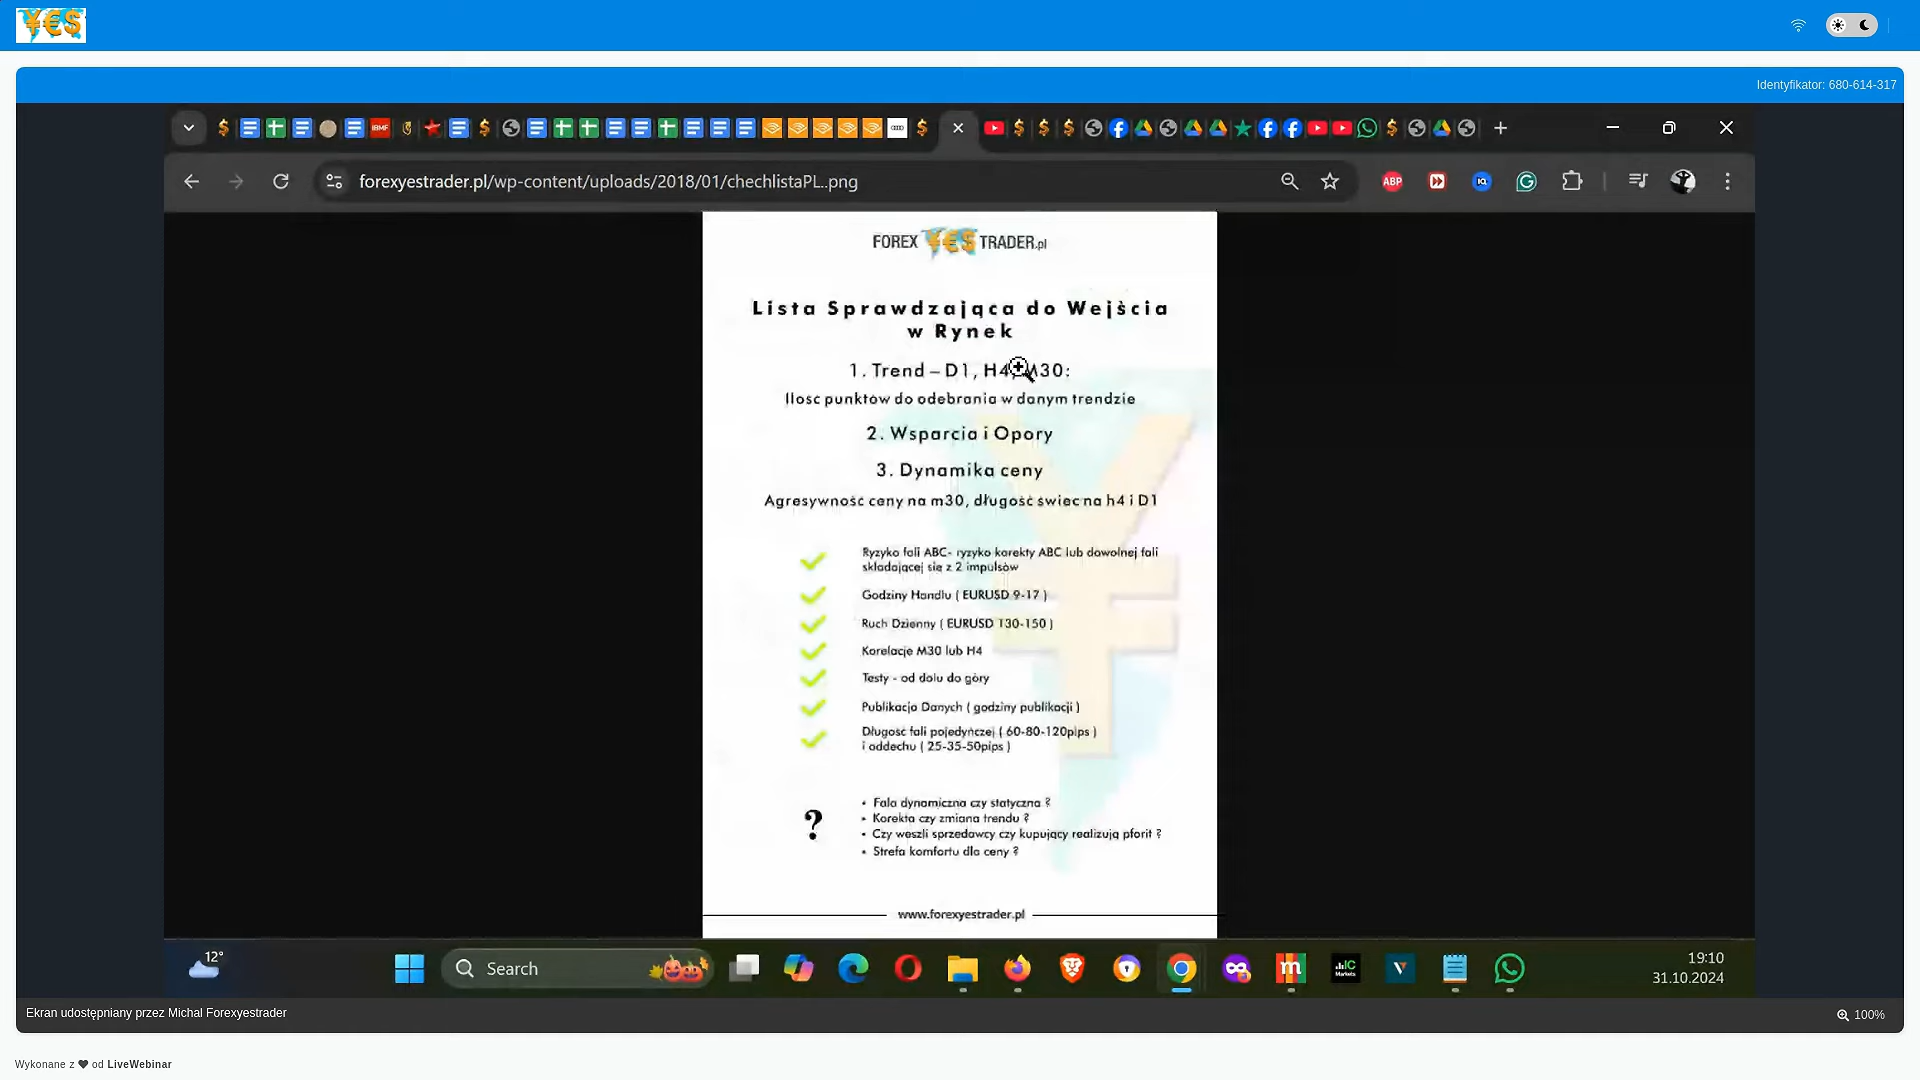 ¥€$
Identyfikator: 680-614-317
forexyestrader.pl/wp-content/uploads/2018/01/chechlistaPL..png
FOREX ¥€$ TRADER.pl
Lista Sprawdzająca do Wejścia
w Rynek
1. Trend – D1, H4, M30:
Ilosc punktów do odebrania w danym trendzie
2. Wsparcia i Opory
3. Dynamika ceny
Agresywność ceny na m30, długość świec na h4 i D1
Ryzyko fali ABC- ryzyko korekty ABC lub dowolnej fali
składającej się z 2 impulsów
Godziny Handlu ( EURUSD 9-17 )
Ruch Dzienny ( EURUSD 130-150 )
Korelacje M30 lub H4
Testy - od dolu do góry
Publikacja Danych ( godziny publikacji )
Długość fali pojedynczej ( 60-80-120pips )
i oddechu ( 25-35-50pips )
?
• Fala dynamiczna czy statyczna ?
• Korekta czy zmiana trendu ?
• Czy weszli sprzedawcy czy kupujący realizują pforit ?
• Strefa komfortu dla ceny ?
www.forexyestrader.pl
12°
Search
19:10
31.10.2024
Ekran udostępniany przez Michal Forexyestrader
100%
Wykonane z ♥ od LiveWebinar